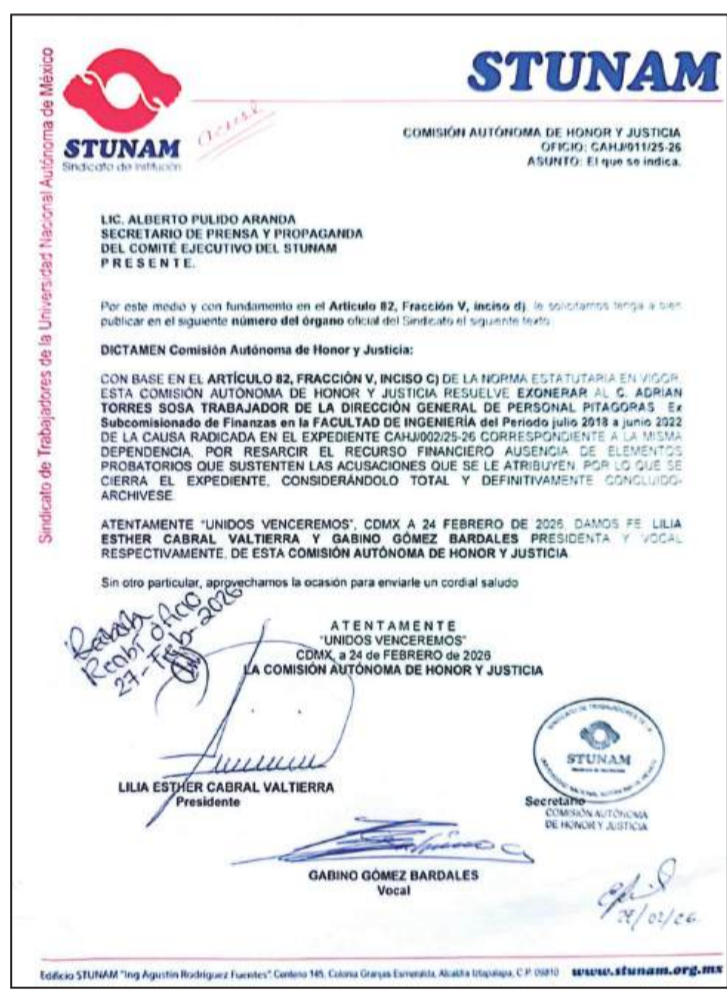 Sindicato de Trabajadores de la Universidad Nacional Autónoma de México
STUNAM
Sindicato de Institución
acuse
STUNAM
COMISIÓN AUTÓNOMA DE HONOR Y JUSTICIA
OFICIO: CAHJ/011/25-26
ASUNTO: El que se indica.
LIC. ALBERTO PULIDO ARANDA
SECRETARIO DE PRENSA Y PROPAGANDA
DEL COMITÉ EJECUTIVO DEL STUNAM
P R E S E N T E.
Por este medio y con fundamento en el Artículo 82, Fracción V, inciso d), le solicitamos tenga a bien
publicar en el siguiente número del órgano oficial del Sindicato el siguiente texto:
DICTAMEN Comisión Autónoma de Honor y Justicia:
CON BASE EN EL ARTÍCULO 82, FRACCIÓN V, INCISO C) DE LA NORMA ESTATUTARIA EN VIGOR,
ESTA COMISIÓN AUTÓNOMA DE HONOR Y JUSTICIA RESUELVE EXONERAR AL C. ADRIAN
TORRES SOSA TRABAJADOR DE LA DIRECCIÓN GENERAL DE PERSONAL PITAGORAS Ex
Subcomisionado de Finanzas en la FACULTAD DE INGENIERÍA del Periodo julio 2018 a junio 2022
DE LA CAUSA RADICADA EN EL EXPEDIENTE CAHJ/002/25-26 CORRESPONDIENTE A LA MISMA
DEPENDENCIA, POR RESARCIR EL RECURSO FINANCIERO AUSENCIA DE ELEMENTOS
PROBATORIOS QUE SUSTENTEN LAS ACUSACIONES QUE SE LE ATRIBUYEN, POR LO QUE SE
CIERRA EL EXPEDIENTE, CONSIDERÁNDOLO TOTAL Y DEFINITIVAMENTE CONCLUIDO-
ARCHIVESE
ATENTAMENTE "UNIDOS VENCEREMOS", CDMX A 24 FEBRERO DE 2026, DAMOS FE, LILIA
ESTHER CABRAL VALTIERRA Y GABINO GÓMEZ BARDALES PRESIDENTA Y VOCAL
RESPECTIVAMENTE, DE ESTA COMISIÓN AUTÓNOMA DE HONOR Y JUSTICIA
Sin otro particular, aprovechamos la ocasión para enviarle un cordial saludo
Recibí oficio
27-Feb-2026
A T E N T A M E N T E
"UNIDOS VENCEREMOS"
CDMX, a 24 de FEBRERO de 2026
LA COMISIÓN AUTÓNOMA DE HONOR Y JUSTICIA
LILIA ESTHER CABRAL VALTIERRA
Presidente
STUNAM
Secretario
COMISIÓN AUTÓNOMA
DE HONOR Y JUSTICIA
GABINO GÓMEZ BARDALES
Vocal
Edificio STUNAM "Ing Agustín Rodríguez Fuentes" Centeno 145, Colonia Granjas Esmeralda, Alcaldía Iztapalapa, C.P. 09810 www.stunam.org.mx